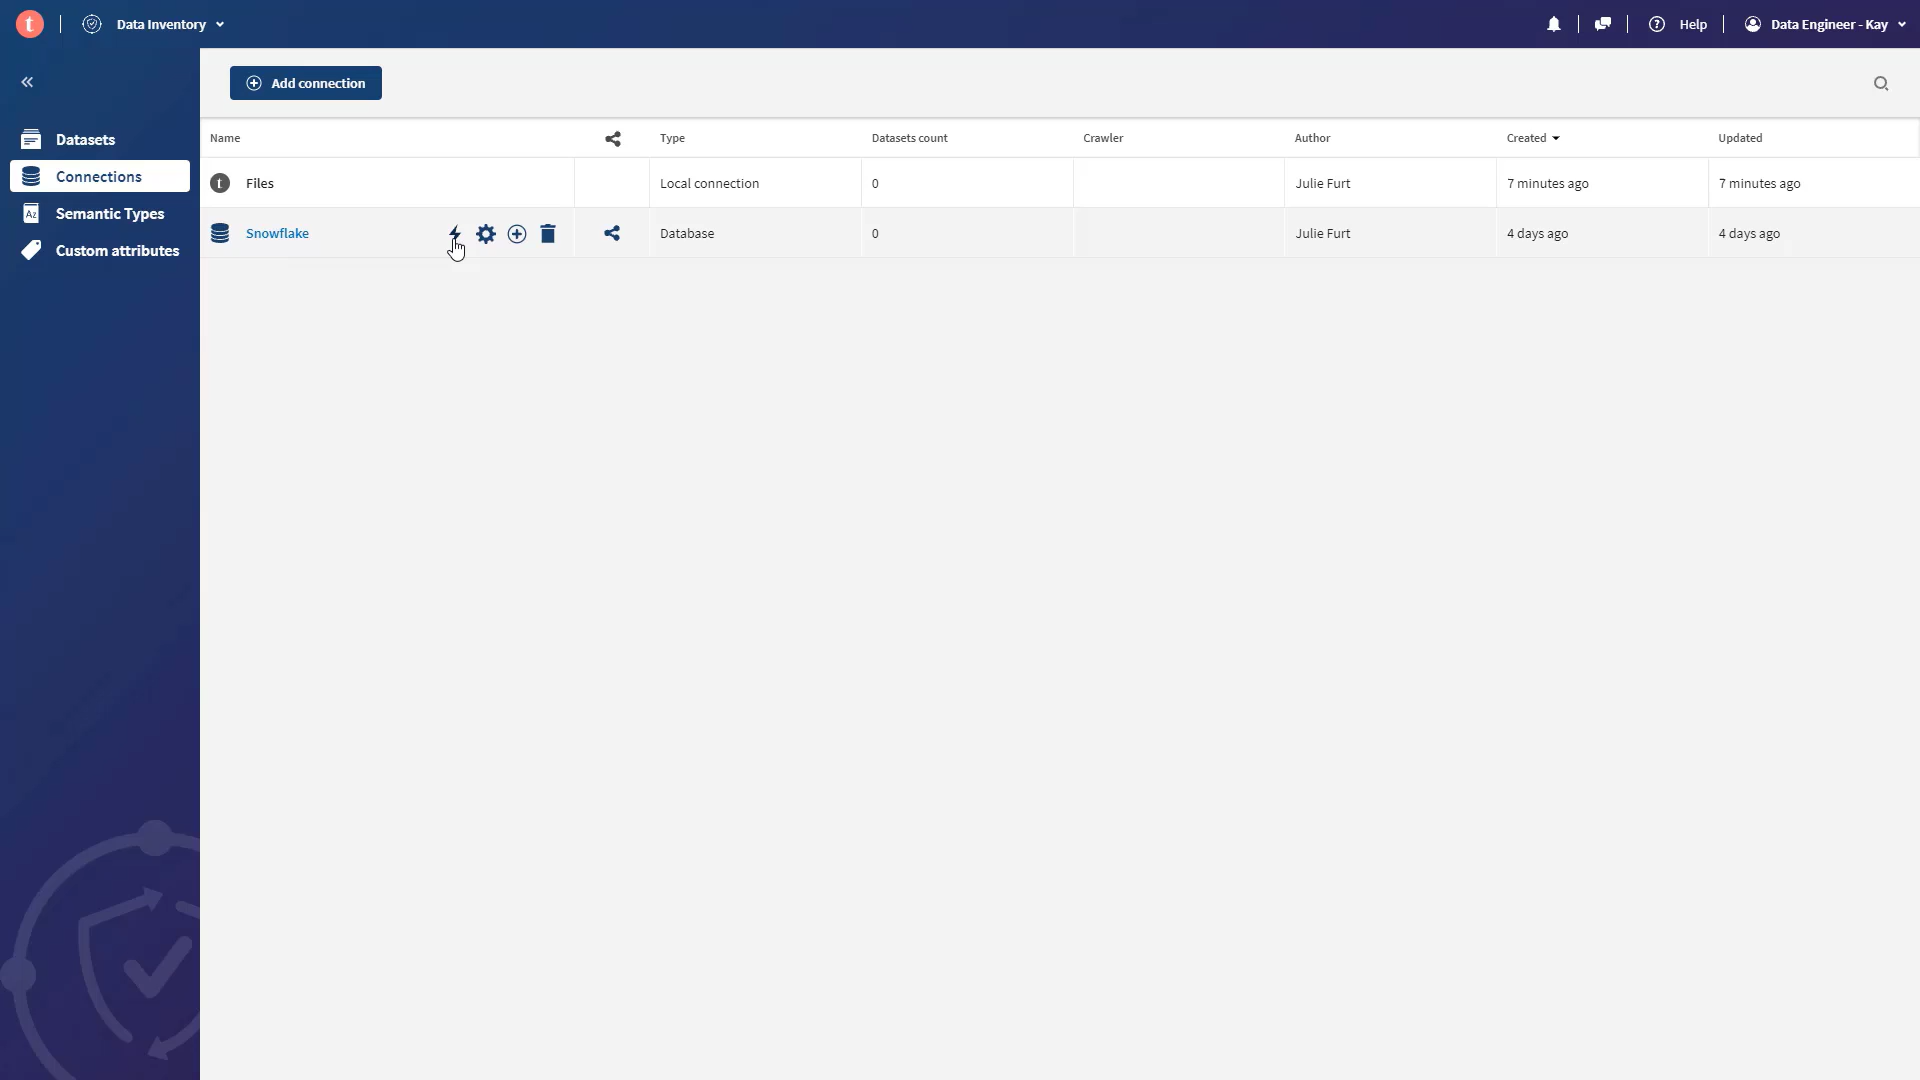 t Data Inventory Help Data Engineer - Kay
Add connection
Datasets
Connections
Semantic Types
Custom attributes
Name Type Datasets count Crawler Author Created Updated
t Files Local connection 0 Julie Furt 7 minutes ago 7 minutes ago
Snowflake Database 0 Julie Furt 4 days ago 4 days ago